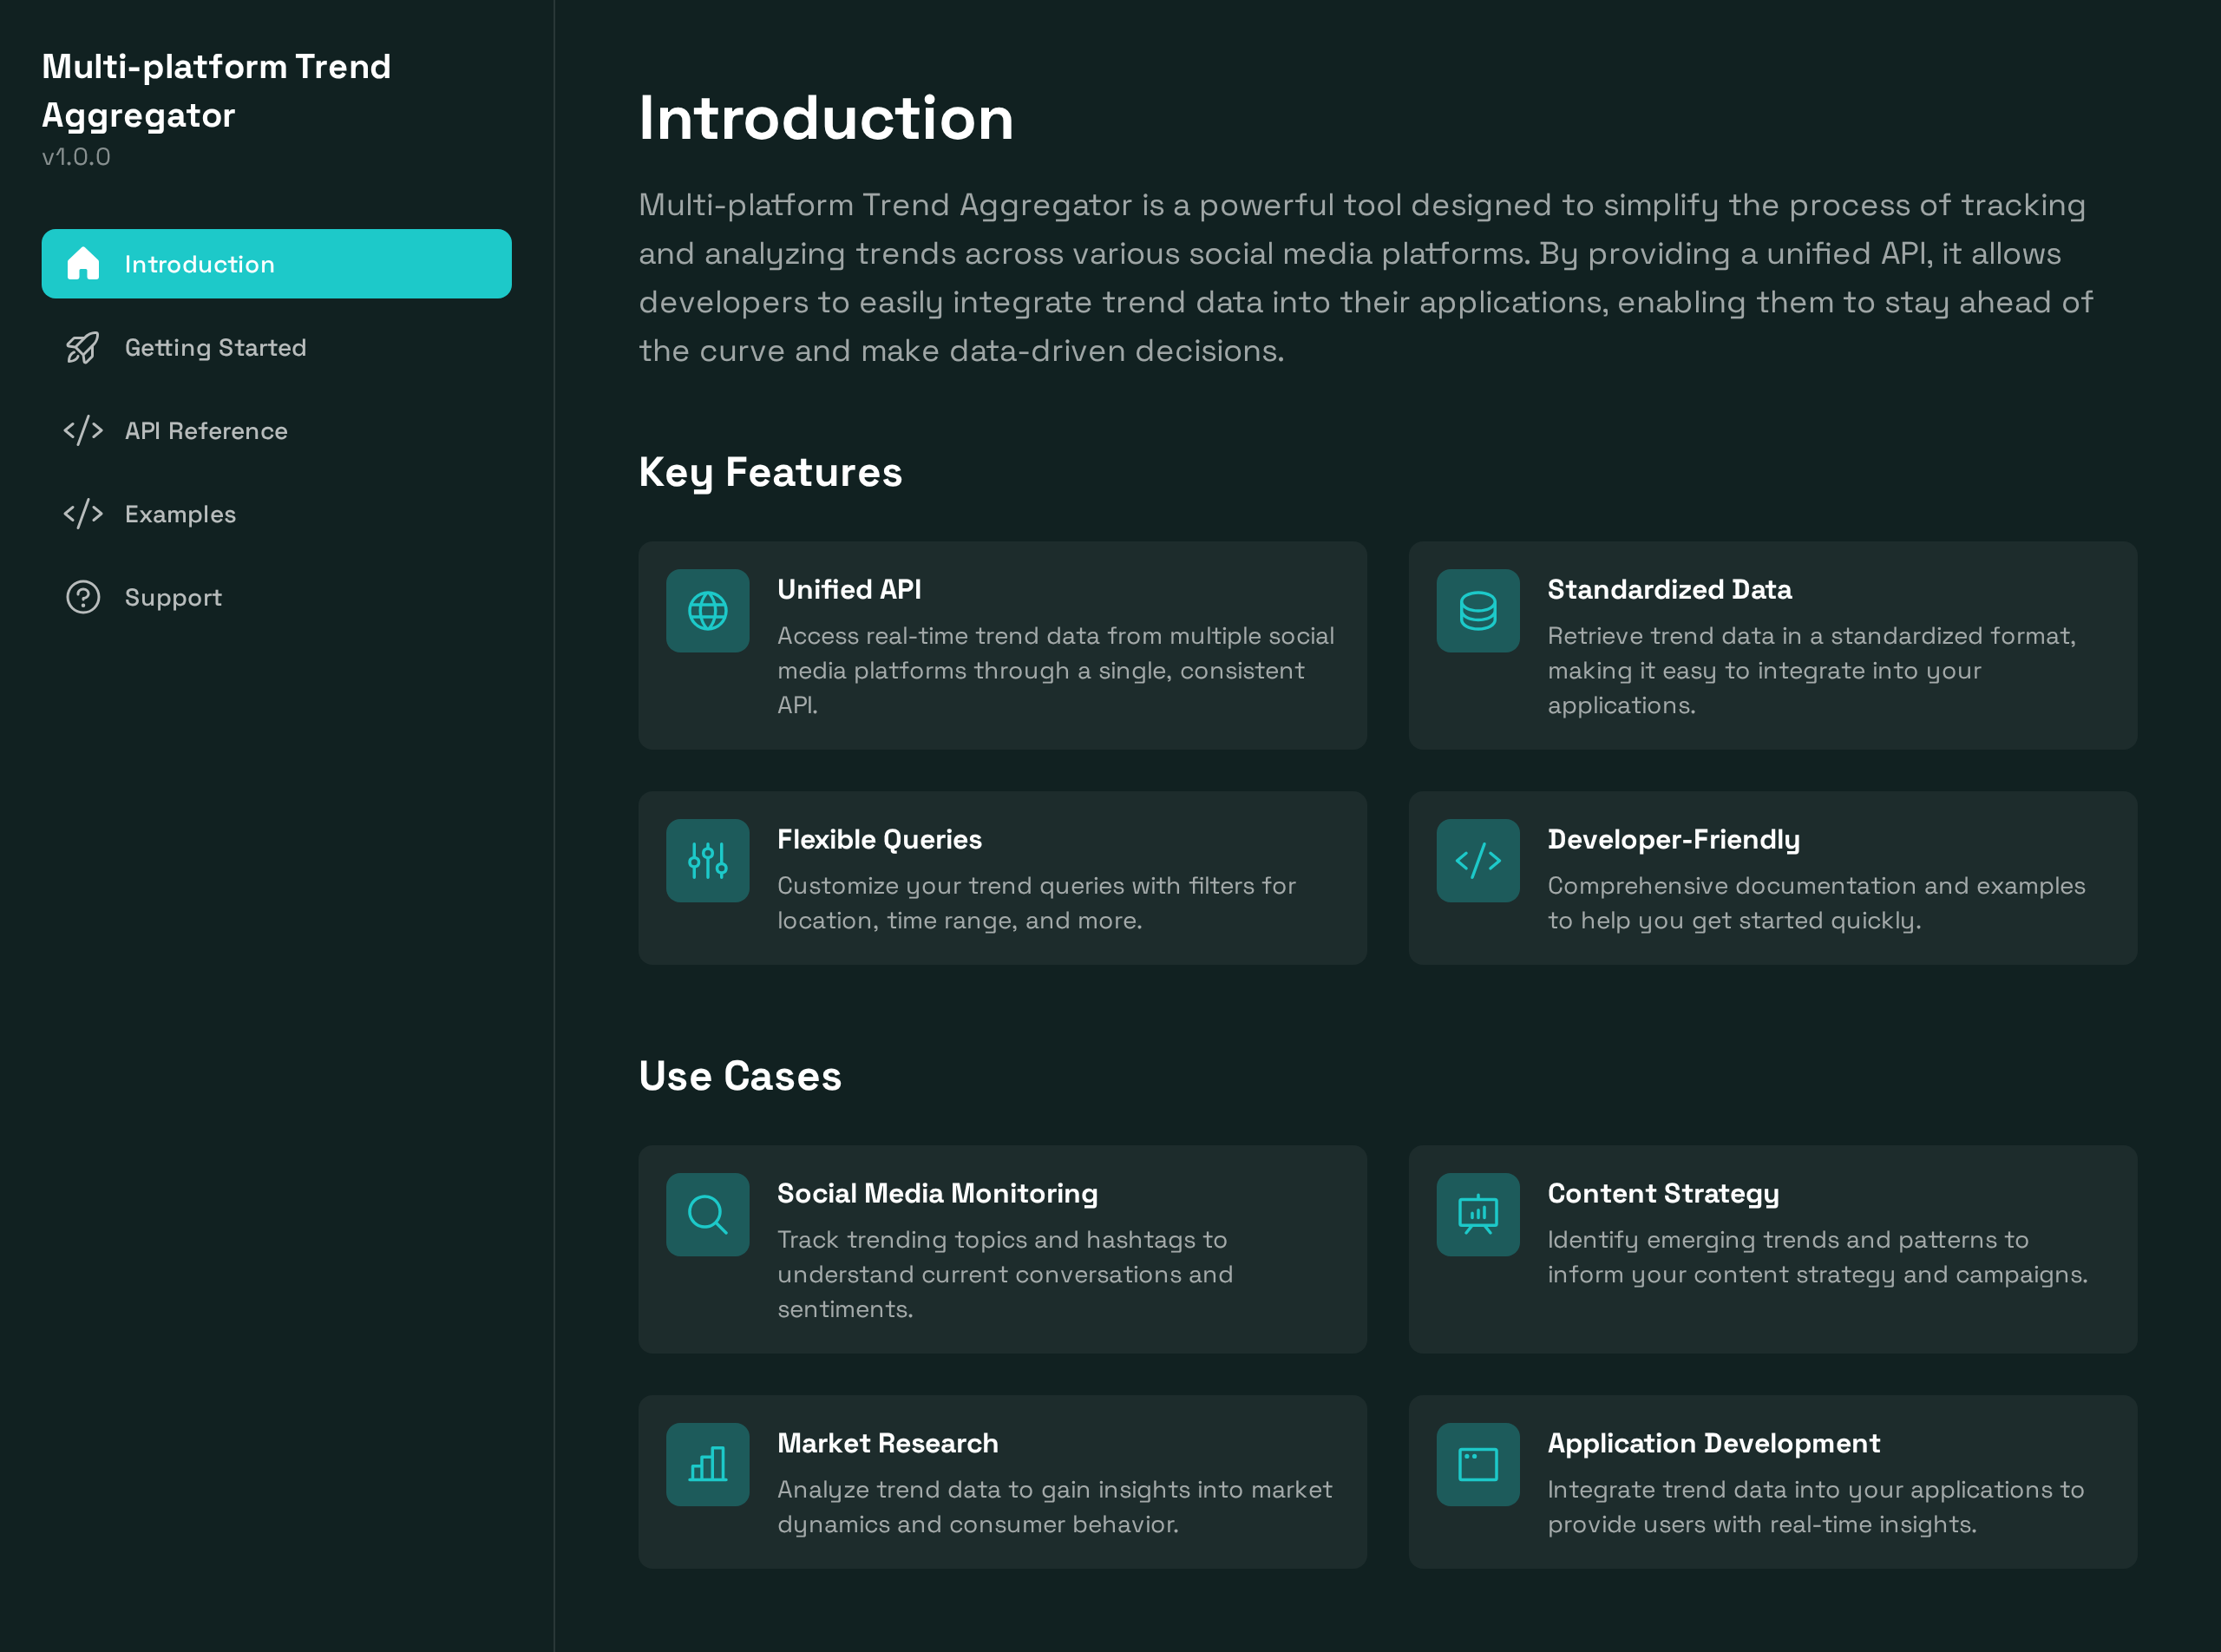 Multi-platform Trend
Aggregator
v1.0.0
Introduction
Getting Started
API Reference
Examples
Support
Introduction
Multi-platform Trend Aggregator is a powerful tool designed to simplify the process of tracking
and analyzing trends across various social media platforms. By providing a unified API, it allows
developers to easily integrate trend data into their applications, enabling them to stay ahead of
the curve and make data-driven decisions.
Key Features
Unified API
Access real-time trend data from multiple social
media platforms through a single, consistent
API.
Standardized Data
Retrieve trend data in a standardized format,
making it easy to integrate into your
applications.
Flexible Queries
Customize your trend queries with filters for
location, time range, and more.
Developer-Friendly
Comprehensive documentation and examples
to help you get started quickly.
Use Cases
Social Media Monitoring
Track trending topics and hashtags to
understand current conversations and
sentiments.
Content Strategy
Identify emerging trends and patterns to
inform your content strategy and campaigns.
Market Research
Analyze trend data to gain insights into market
dynamics and consumer behavior.
Application Development
Integrate trend data into your applications to
provide users with real-time insights.